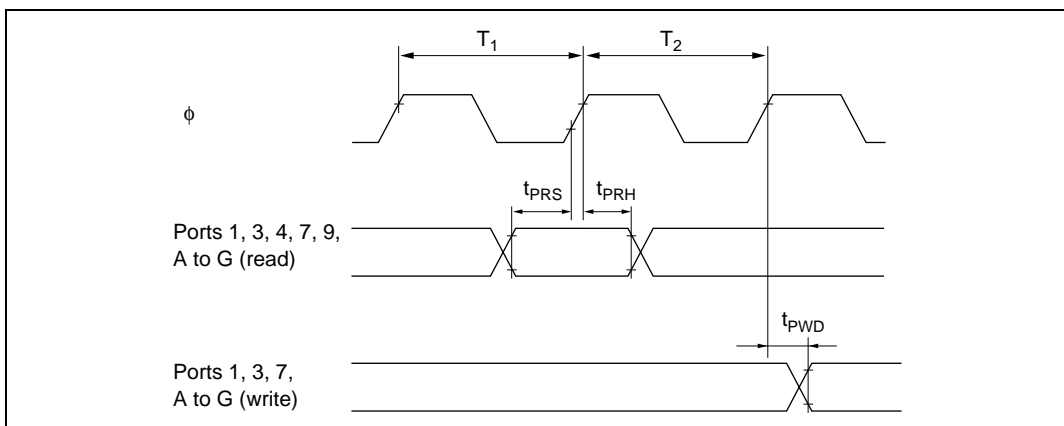 T1 T2
ϕ
tPRS tPRH
Ports 1, 3, 4, 7, 9,
A to G (read)
tPWD
Ports 1, 3, 7,
A to G (write)